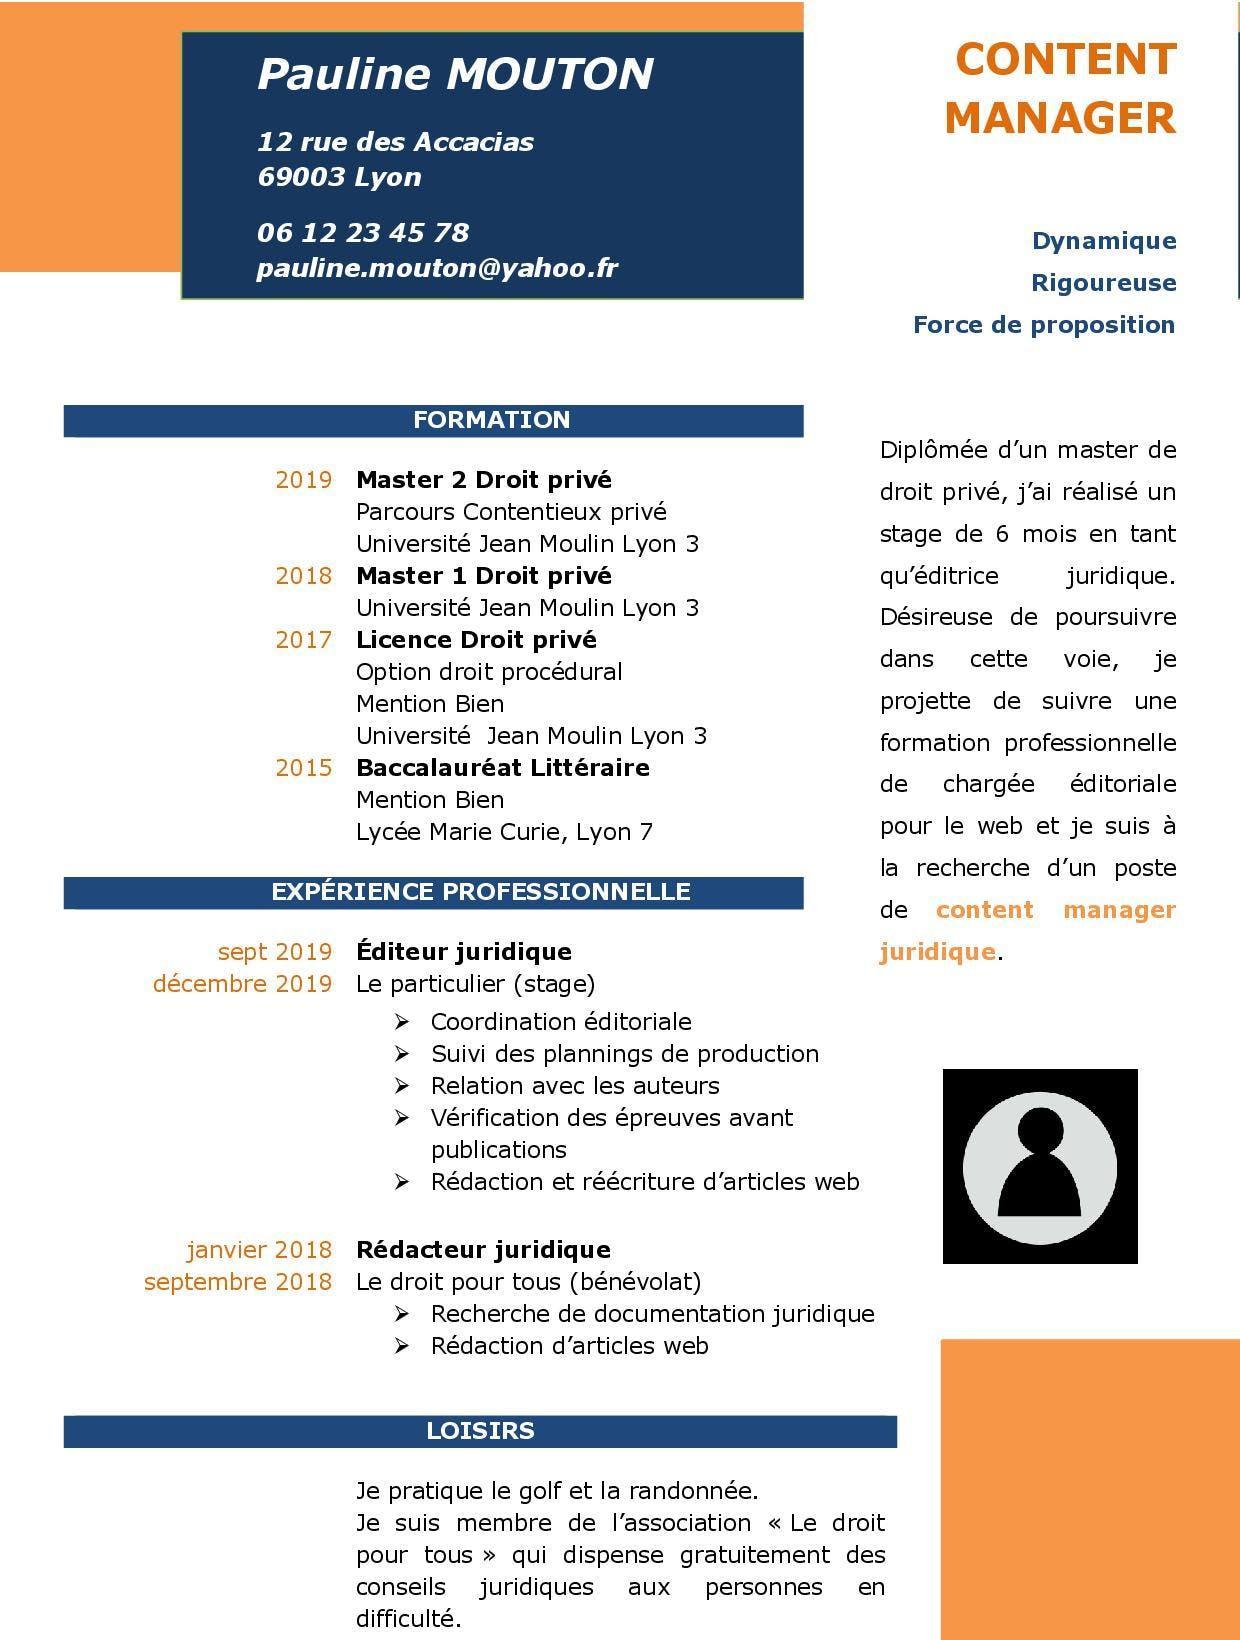 Pauline MOUTON
12 rue des Accacias
69003 Lyon
06 12 23 45 78
pauline.mouton@yahoo.fr
CONTENT
MANAGER
Dynamique
Rigoureuse
Force de proposition
FORMATION
2019 Master 2 Droit privé
Parcours Contentieux privé
Université Jean Moulin Lyon 3
2018 Master 1 Droit privé
Université Jean Moulin Lyon 3
2017 Licence Droit privé
Option droit procédural
Mention Bien
Université Jean Moulin Lyon 3
2015 Baccalauréat Littéraire
Mention Bien
Lycée Marie Curie, Lyon 7
EXPÉRIENCE PROFESSIONNELLE
sept 2019 Éditeur juridique
décembre 2019 Le particulier (stage)
➢ Coordination éditoriale
➢ Suivi des plannings de production
➢ Relation avec les auteurs
➢ Vérification des épreuves avant
publications
➢ Rédaction et réécriture d’articles web
janvier 2018 Rédacteur juridique
septembre 2018 Le droit pour tous (bénévolat)
➢ Recherche de documentation juridique
➢ Rédaction d’articles web
LOISIRS
Je pratique le golf et la randonnée.
Je suis membre de l’association « Le droit
pour tous » qui dispense gratuitement des
conseils juridiques aux personnes en
difficulté.
Diplômée d’un master de
droit privé, j’ai réalisé un
stage de 6 mois en tant
qu’éditrice juridique.
Désireuse de poursuivre
dans cette voie, je
projette de suivre une
formation professionnelle
de chargée éditoriale
pour le web et je suis à
la recherche d’un poste
de content manager
juridique.